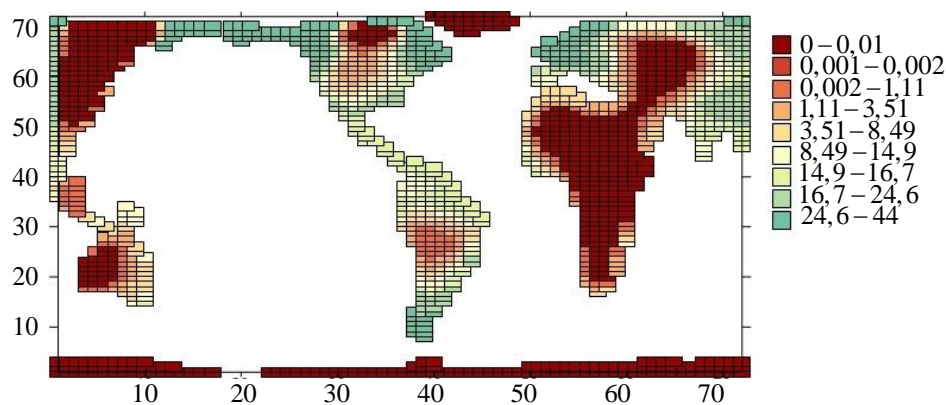 70
60
50
40
30
20
10
10 20 30 40 50 60 70
0 – 0,01
0,001 – 0,002
0,002 – 1,11
1,11 – 3,51
3,51 – 8,49
8,49 – 14,9
14,9 – 16,7
16,7 – 24,6
24,6 – 44